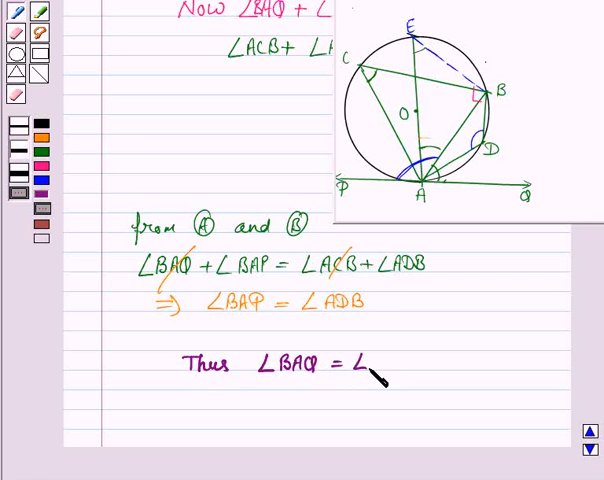 Now ∠BAQ + ∠
∠ACB + ∠A
E
C
B
O
D
P
A
Q
from Ⓐ and Ⓑ
∠BAQ + ∠BAP = ∠ACB + ∠ADB
⇒ ∠BAP = ∠ADB
Thus ∠BAQ = ∠